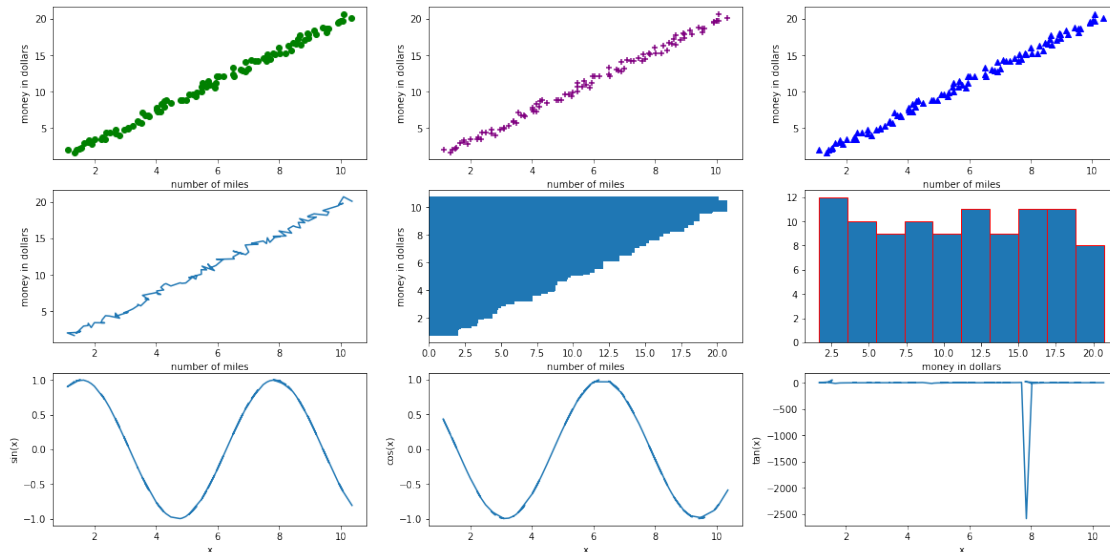 money in dollars
20
15
10
5
2 4 6 8 10
number of miles
money in dollars
20
15
10
5
2 4 6 8 10
number of miles
money in dollars
20
15
10
5
2 4 6 8 10
number of miles
money in dollars
20
15
10
5
2 4 6 8 10
number of miles
money in dollars
10
8
6
4
2
0.0 2.5 5.0 7.5 10.0 12.5 15.0 17.5 20.0
number of miles
12
10
8
6
4
2
0
2.5 5.0 7.5 10.0 12.5 15.0 17.5 20.0
money in dollars
sin(x)
1.0
0.5
0.0
−0.5
−1.0
2 4 6 8 10
x
cos(x)
1.0
0.5
0.0
−0.5
−1.0
2 4 6 8 10
x
tan(x)
0
−500
−1000
−1500
−2000
−2500
2 4 6 8 10
x